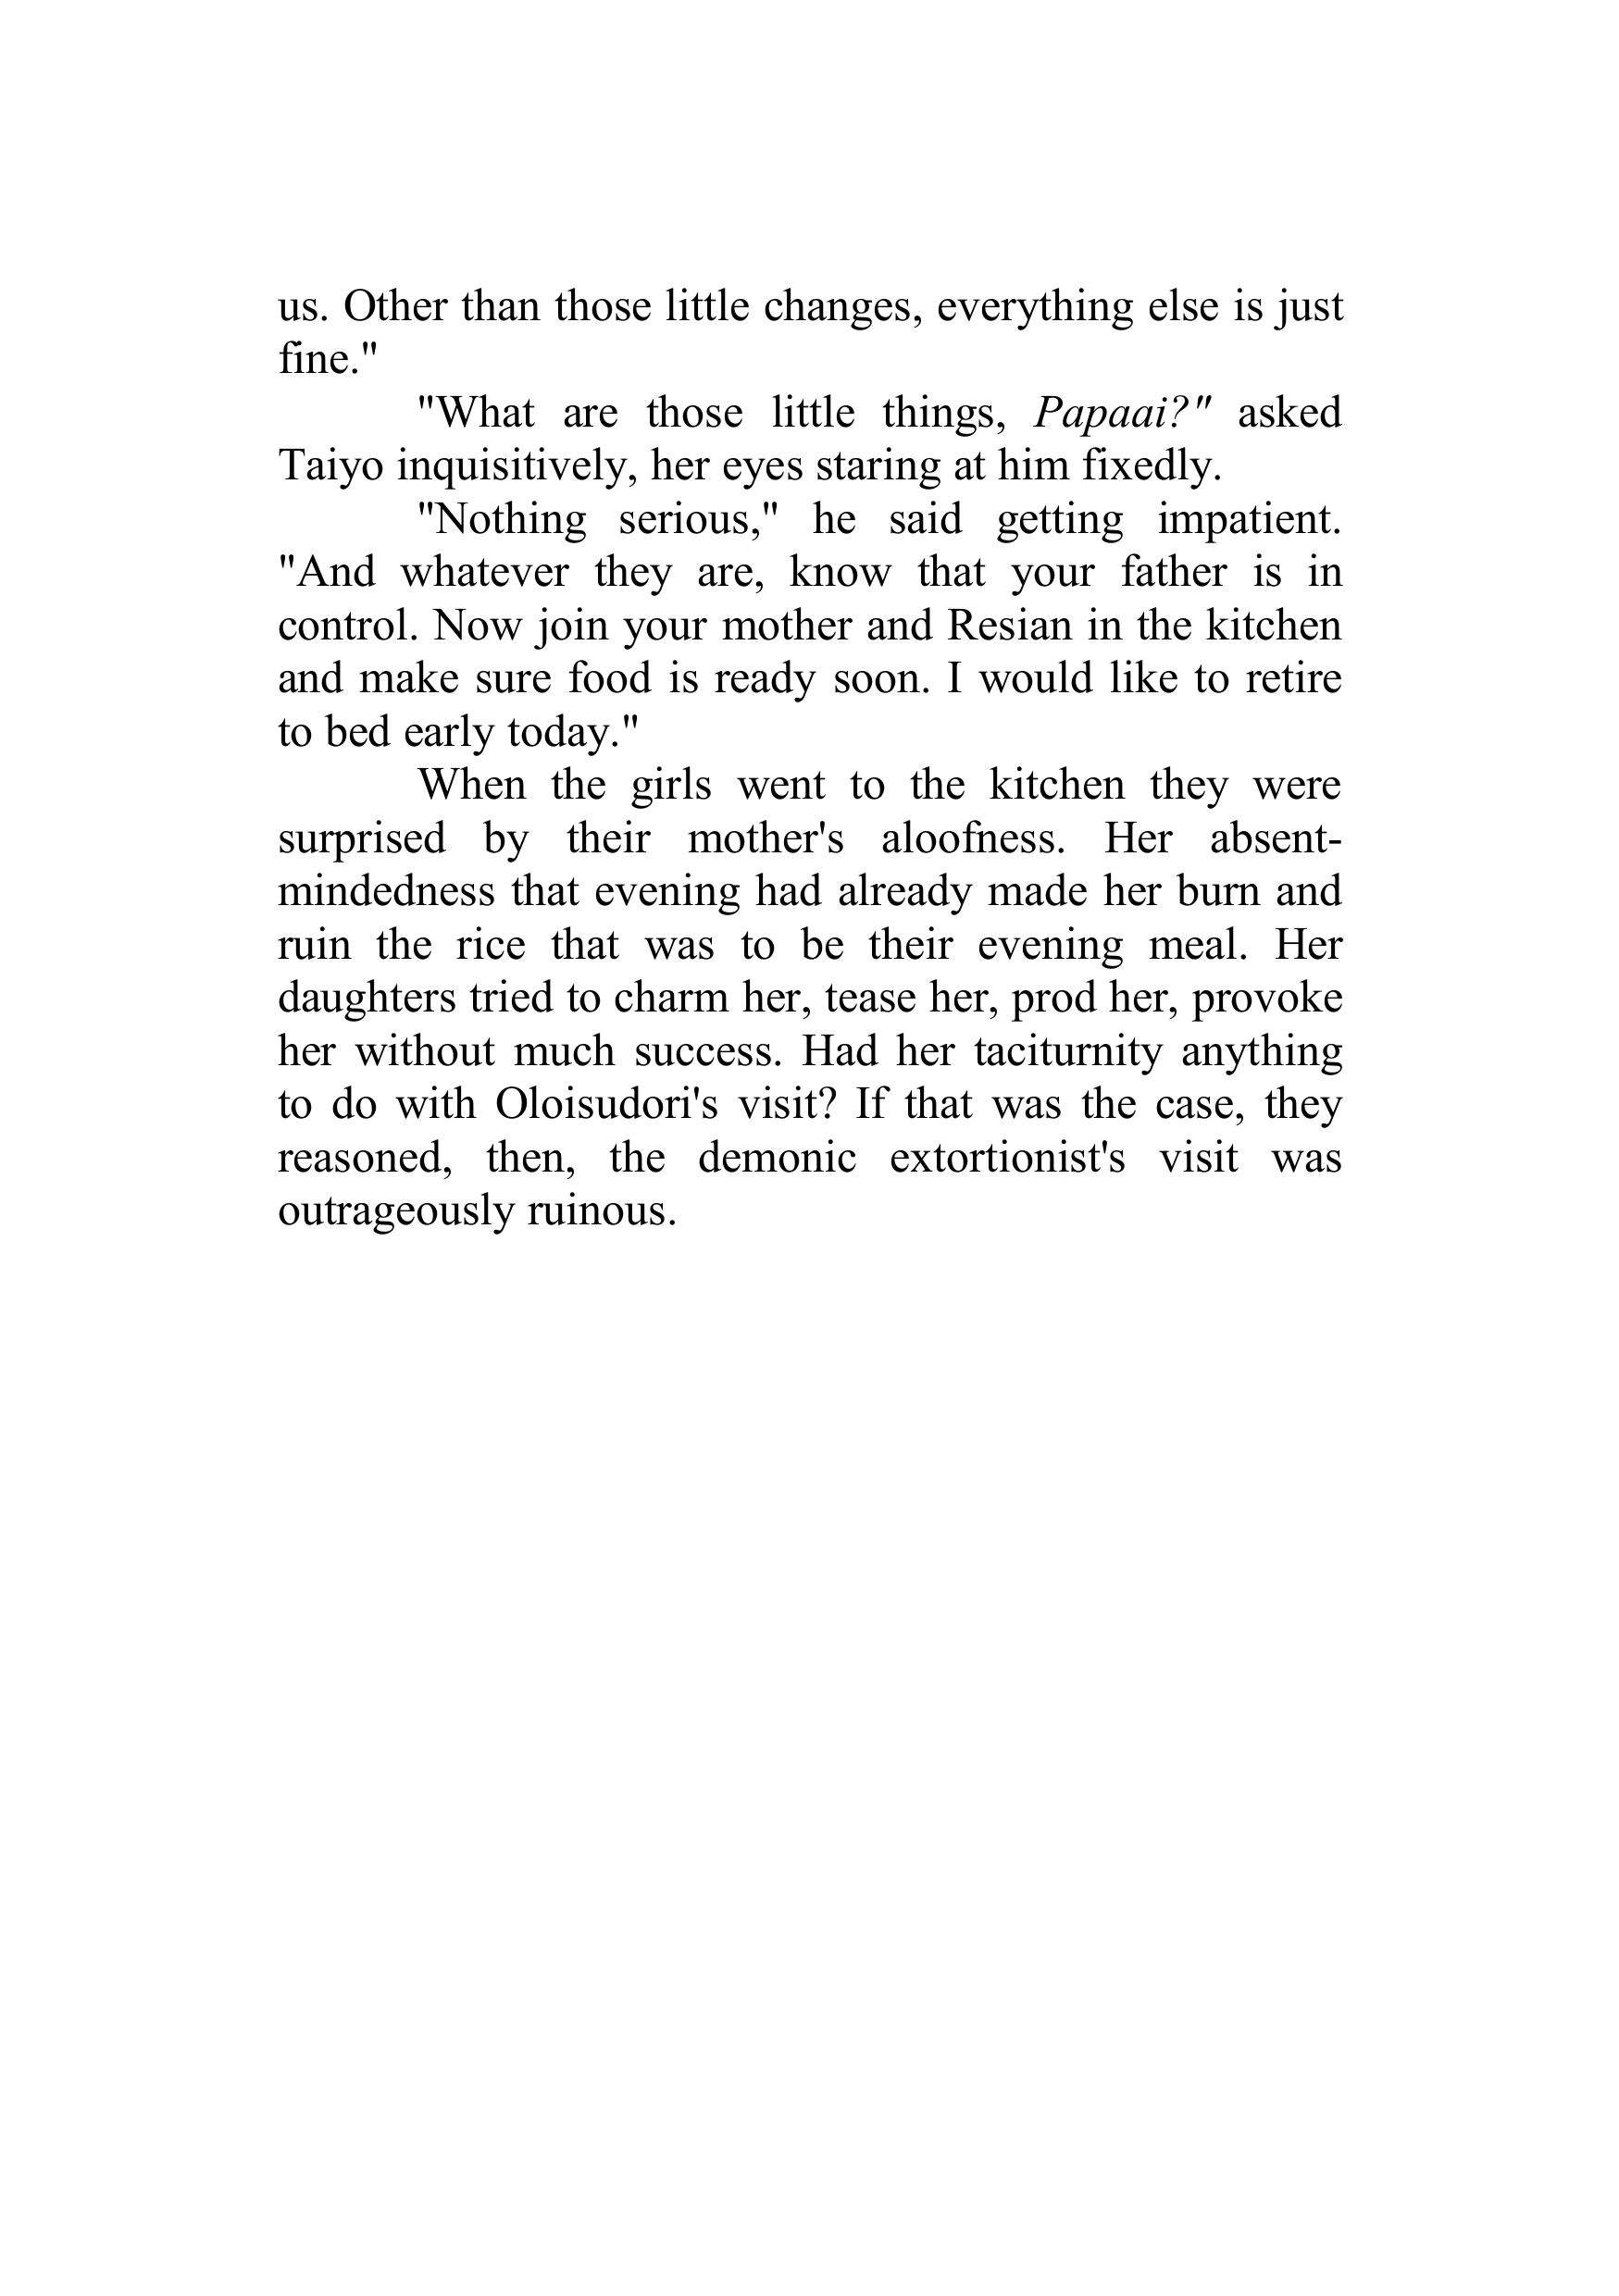 us. Other than those little changes, everything else is just
fine."
"What are those little things, Papaai?" asked
Taiyo inquisitively, her eyes staring at him fixedly.
"Nothing serious," he said getting impatient.
"And whatever they are, know that your father is in
control. Now join your mother and Resian in the kitchen
and make sure food is ready soon. I would like to retire
to bed early today."
When the girls went to the kitchen they were
surprised by their mother's aloofness. Her absent-
mindedness that evening had already made her burn and
ruin the rice that was to be their evening meal. Her
daughters tried to charm her, tease her, prod her, provoke
her without much success. Had her taciturnity anything
to do with Oloisudori's visit? If that was the case, they
reasoned, then, the demonic extortionist's visit was
outrageously ruinous.